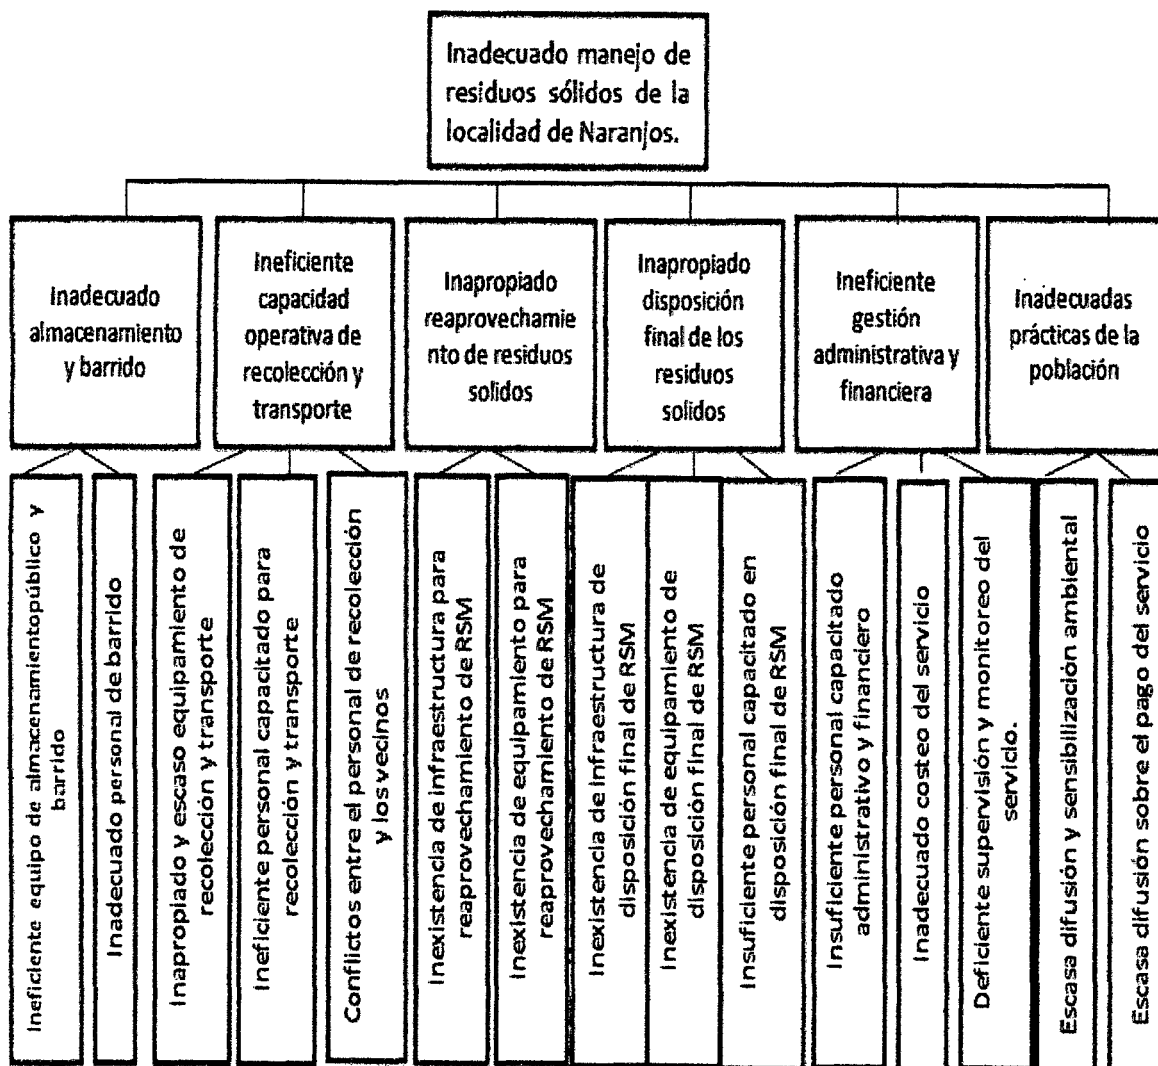 Inadecuado manejo de
residuos sólidos de la
localidad de Naranjos.
Inadecuado
almacenamiento
y barrido
Ineficiente
capacidad
operativa de
recolección y
transporte
Inapropiado
reaprovechamie
nto de residuos
solidos
Inapropiado
disposición
final de los
residuos
solidos
Ineficiente
gestión
administrativa y
financiera
Inadecuadas
prácticas de la
población
Ineficiente equipo de almacenamientopúblico y
barrido
Inadecuado personal de barrido
Inapropiado y escaso equipamiento de
recolección y transporte
Ineficiente personal capacitado para
recolección y transporte
Conflictos entre el personal de recolección
y los vecinos
Inexistencia de infraestructura para
reaprovechamiento de RSM
Inexistencia de equipamiento para
reaprovechamiento de RSM
Inexistencia de infraestructura de
disposición final de RSM
Inexistencia de equipamiento de
disposición final de RSM
Insuficiente personal capacitado en
disposición final de RSM
Insuficiente personal capacitado
administrativo y financiero
Inadecuado costeo del servicio
Deficiente supervisión y monitoreo del
servicio.
Escasa difusión y sensibilización ambiental
Escasa difusión sobre el pago del servicio